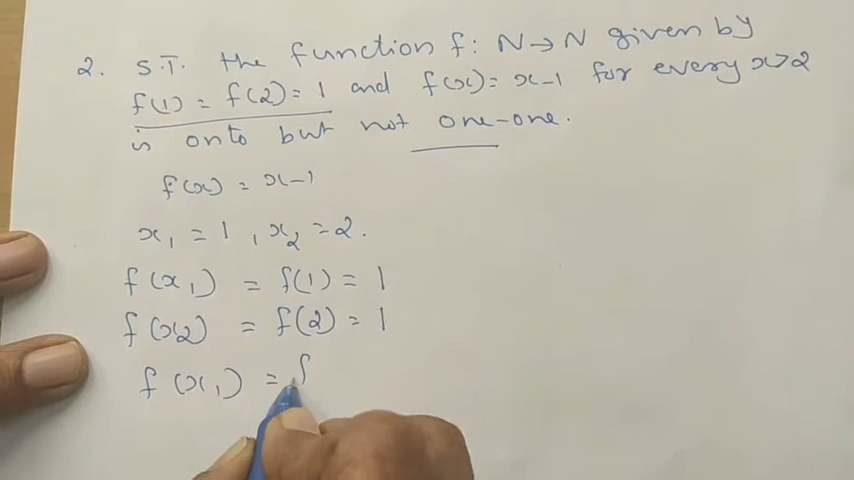 2. S.T. the function f: N→N given by
f(1) = f(2) = 1 and f(x) = x-1 for every x>2
is onto but not one-one.
f(x) = x-1
x₁ = 1, x₂ = 2.
f(x₁) = f(1) = 1
f(x₂) = f(2) = 1
f(x₁) = f